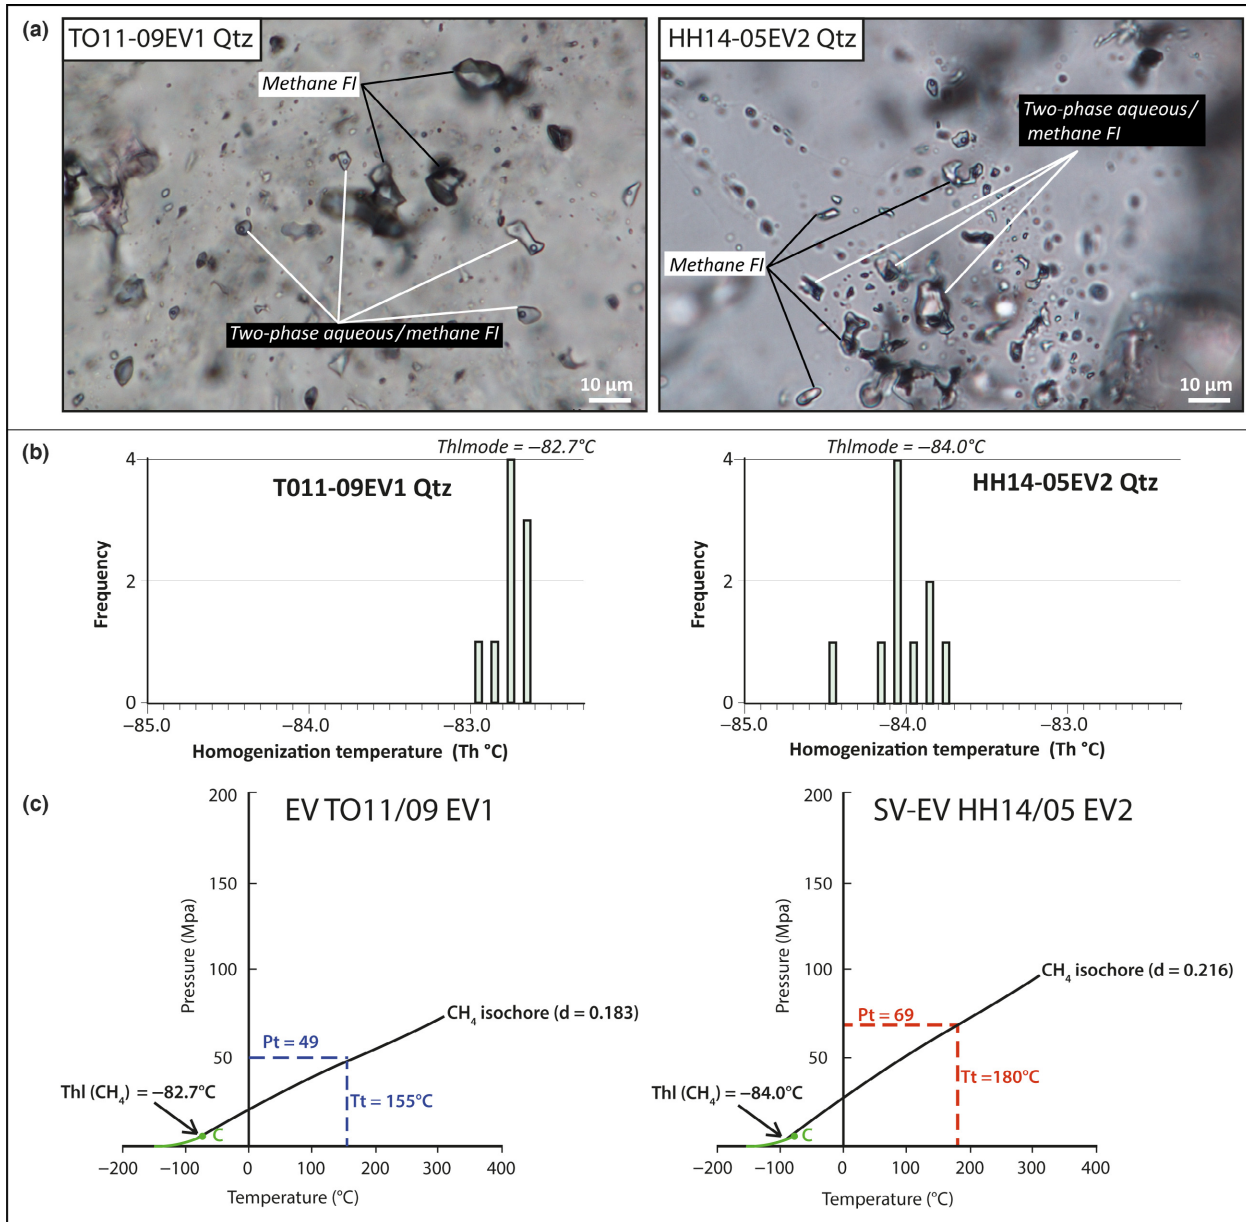 (a)
TO11-09EV1 Qtz
Methane FI
Two-phase aqueous/methane FI
10 µm
HH14-05EV2 Qtz
Two-phase aqueous/
methane FI
Methane FI
10 µm
(b)
Thlmode = −82.7°C
T011-09EV1 Qtz
Frequency
4
2
0
−85.0
−84.0
−83.0
Homogenization temperature (Th °C)
Thlmode = −84.0°C
HH14-05EV2 Qtz
Frequency
4
2
0
−85.0
−84.0
−83.0
Homogenization temperature (Th °C)
(c)
EV TO11/09 EV1
Pressure (Mpa)
200
150
100
50
CH₄ isochore (d = 0.183)
Pt = 49
Tt = 155°C
Thl (CH₄) = −82.7°C
C
−200
−100
0
100
200
300
400
Temperature (°C)
SV-EV HH14/05 EV2
Pressure (Mpa)
200
150
100
50
CH₄ isochore (d = 0.216)
Pt = 69
Tt =180°C
Thl (CH₄) = −84.0°C
C
−200
−100
0
100
200
300
400
Temperature (°C)